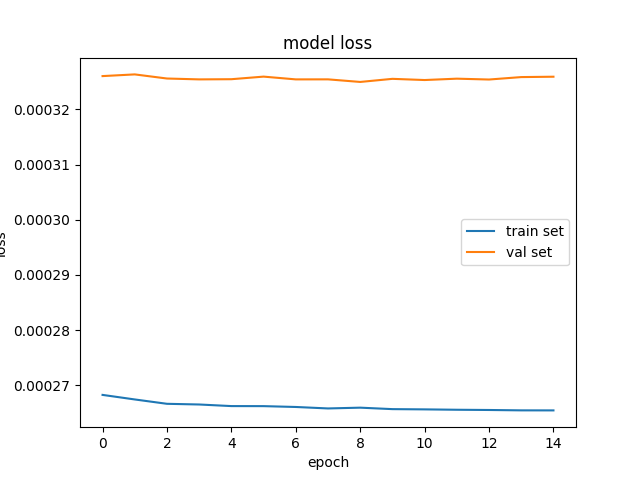 model loss
0.00032
0.00031
0.00030
0.00029
0.00028
0.00027
loss
train set
val set
0 2 4 6 8 10 12 14
epoch